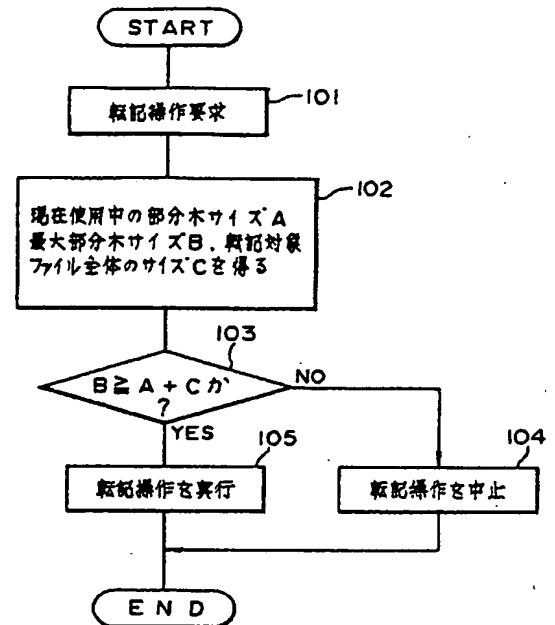 START
転記操作要求
101
102
現在使用中の部分木サイズA
最大部分木サイズB, 転記対象
ファイル全体のサイズCを得る
103
B≧A+Cか
?
NO
YES
105
104
転記操作を実行
転記操作を中止
END